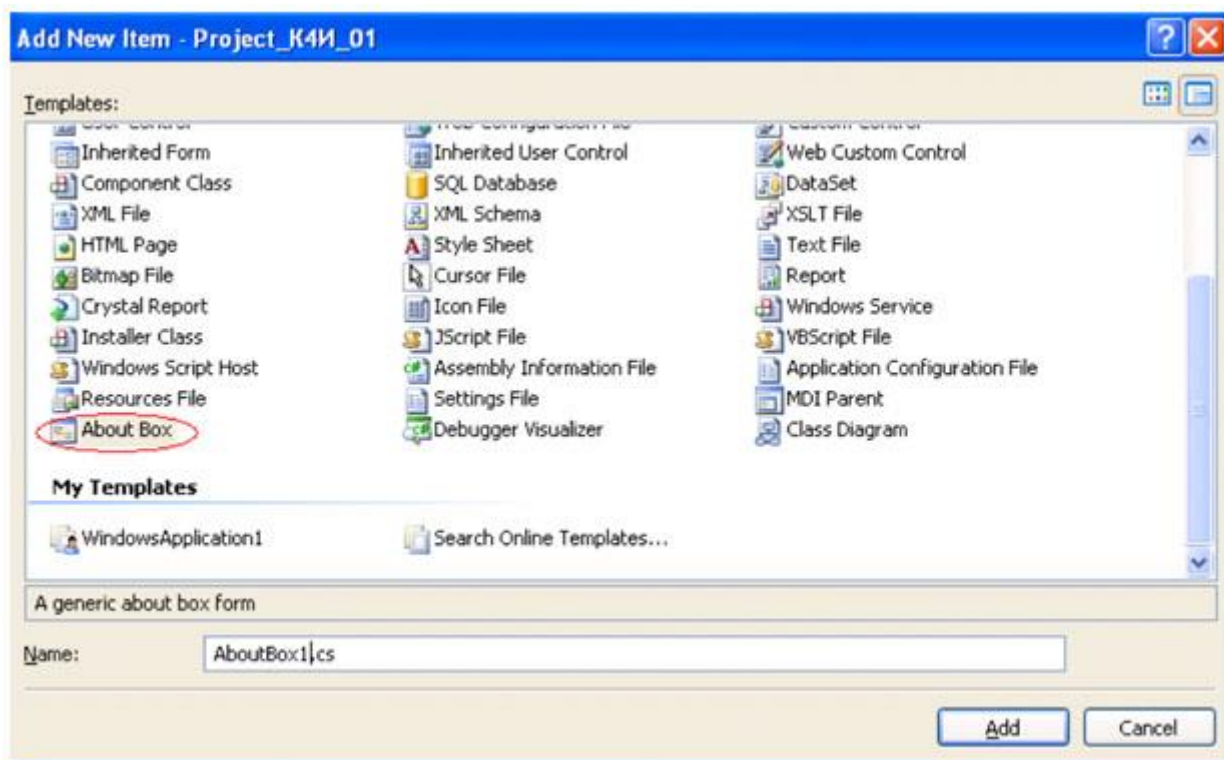 Add New Item - Project_К4И_01
Templates:
Inherited Form Inherited User Control Web Custom Control
Component Class SQL Database DataSet
XML File XML Schema XSLT File
HTML Page Style Sheet Text File
Bitmap File Cursor File Report
Crystal Report Icon File Windows Service
Installer Class JScript File VBScript File
Windows Script Host Assembly Information File Application Configuration File
Resources File Settings File MDI Parent
About Box Debugger Visualizer Class Diagram
My Templates
WindowsApplication1 Search Online Templates...
A generic about box form
Name: AboutBox1.cs
Add Cancel